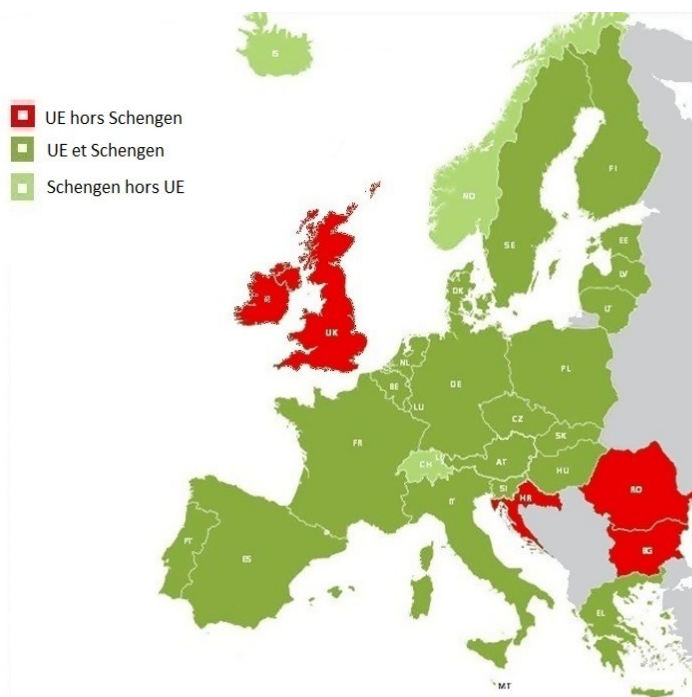 IS
UE hors Schengen
UE et Schengen
Schengen hors UE
NO
FI
SE
EE
LV
DK
LT
IE
UK
NL
BE
DE
PL
LU
CZ
FR
SK
CH
LI
AT
HU
SI
HR
RO
IT
BG
PT
ES
EL
MT